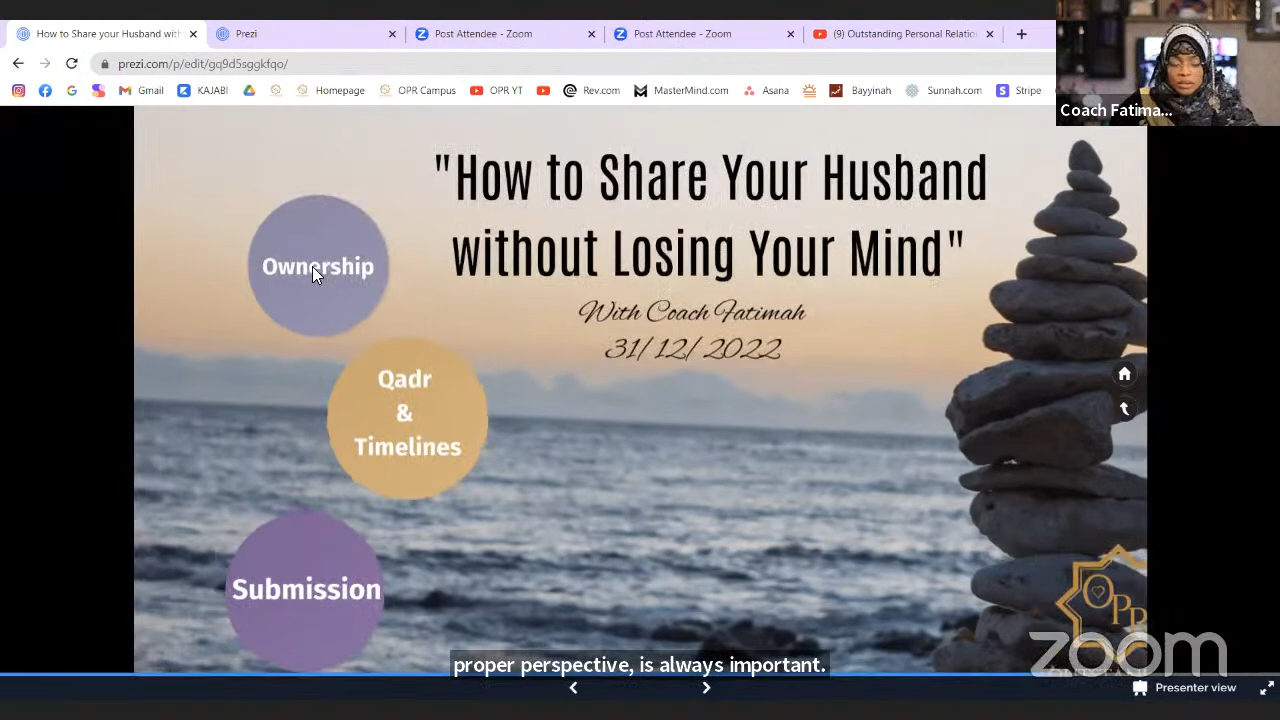 How to Share your Husband with
Prezi
Post Attendee - Zoom
Post Attendee - Zoom
(9) Outstanding Personal Relatio
prezi.com/p/edit/gq9d5sggkfqo/
Gmail
KAJABI
Homepage
OPR Campus
OPR YT
Rev.com
MasterMind.com
Asana
Bayyinah
Sunnah.com
Stripe
Coach Fatima...
"How to Share Your Husband
without Losing Your Mind"
With Coach Fatimah
31/12/2022
Ownership
Qadr
&
Timelines
Submission
OPR
zoom
proper perspective, is always important.
Presenter view